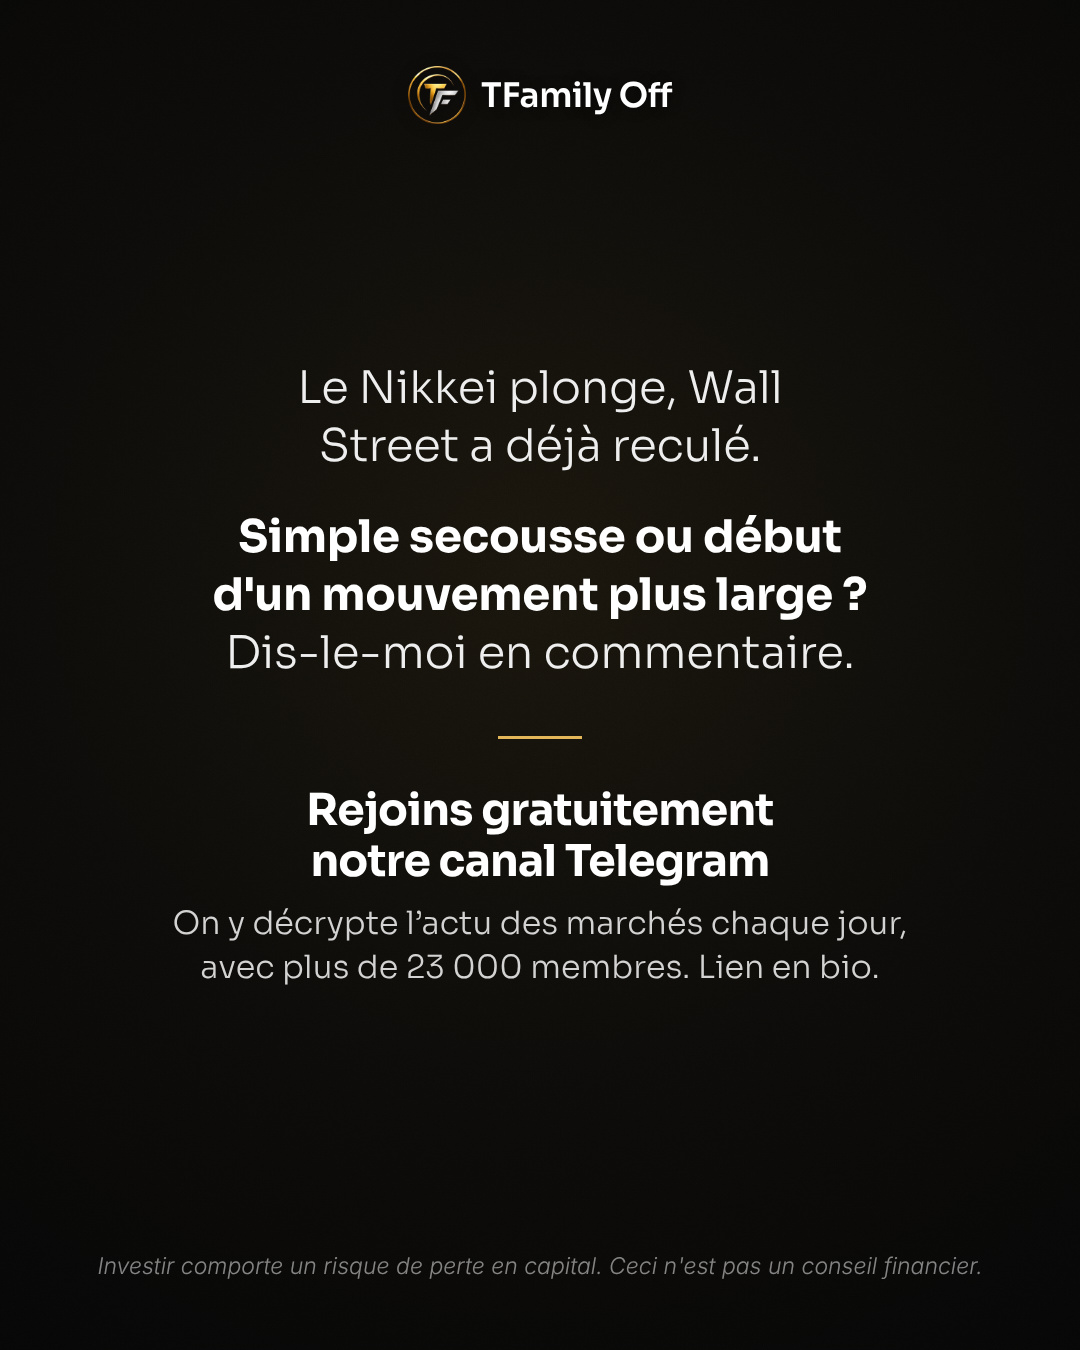 TF TFamily Off
Le Nikkei plonge, Wall
Street a déjà reculé.
Simple secousse ou début
d'un mouvement plus large ?
Dis-le-moi en commentaire.
Rejoins gratuitement
notre canal Telegram
On y décrypte l’actu des marchés chaque jour,
avec plus de 23 000 membres. Lien en bio.
Investir comporte un risque de perte en capital. Ceci n'est pas un conseil financier.